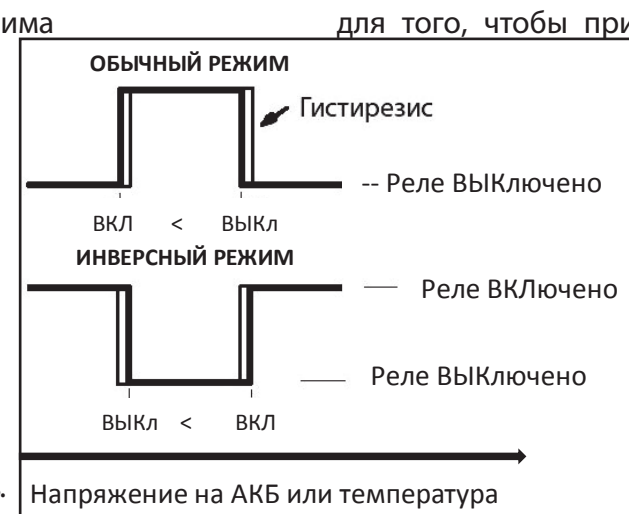 има для того, чтобы при
ОБЫЧНЫЙ РЕЖИМ
Гистирезис
-- Реле ВЫКлючено
ВКЛ < ВЫКл
ИНВЕРСНЫЙ РЕЖИМ
Реле ВКЛючено
Реле ВЫКлючено
ВЫКл < ВКЛ
Напряжение на АКБ или температура